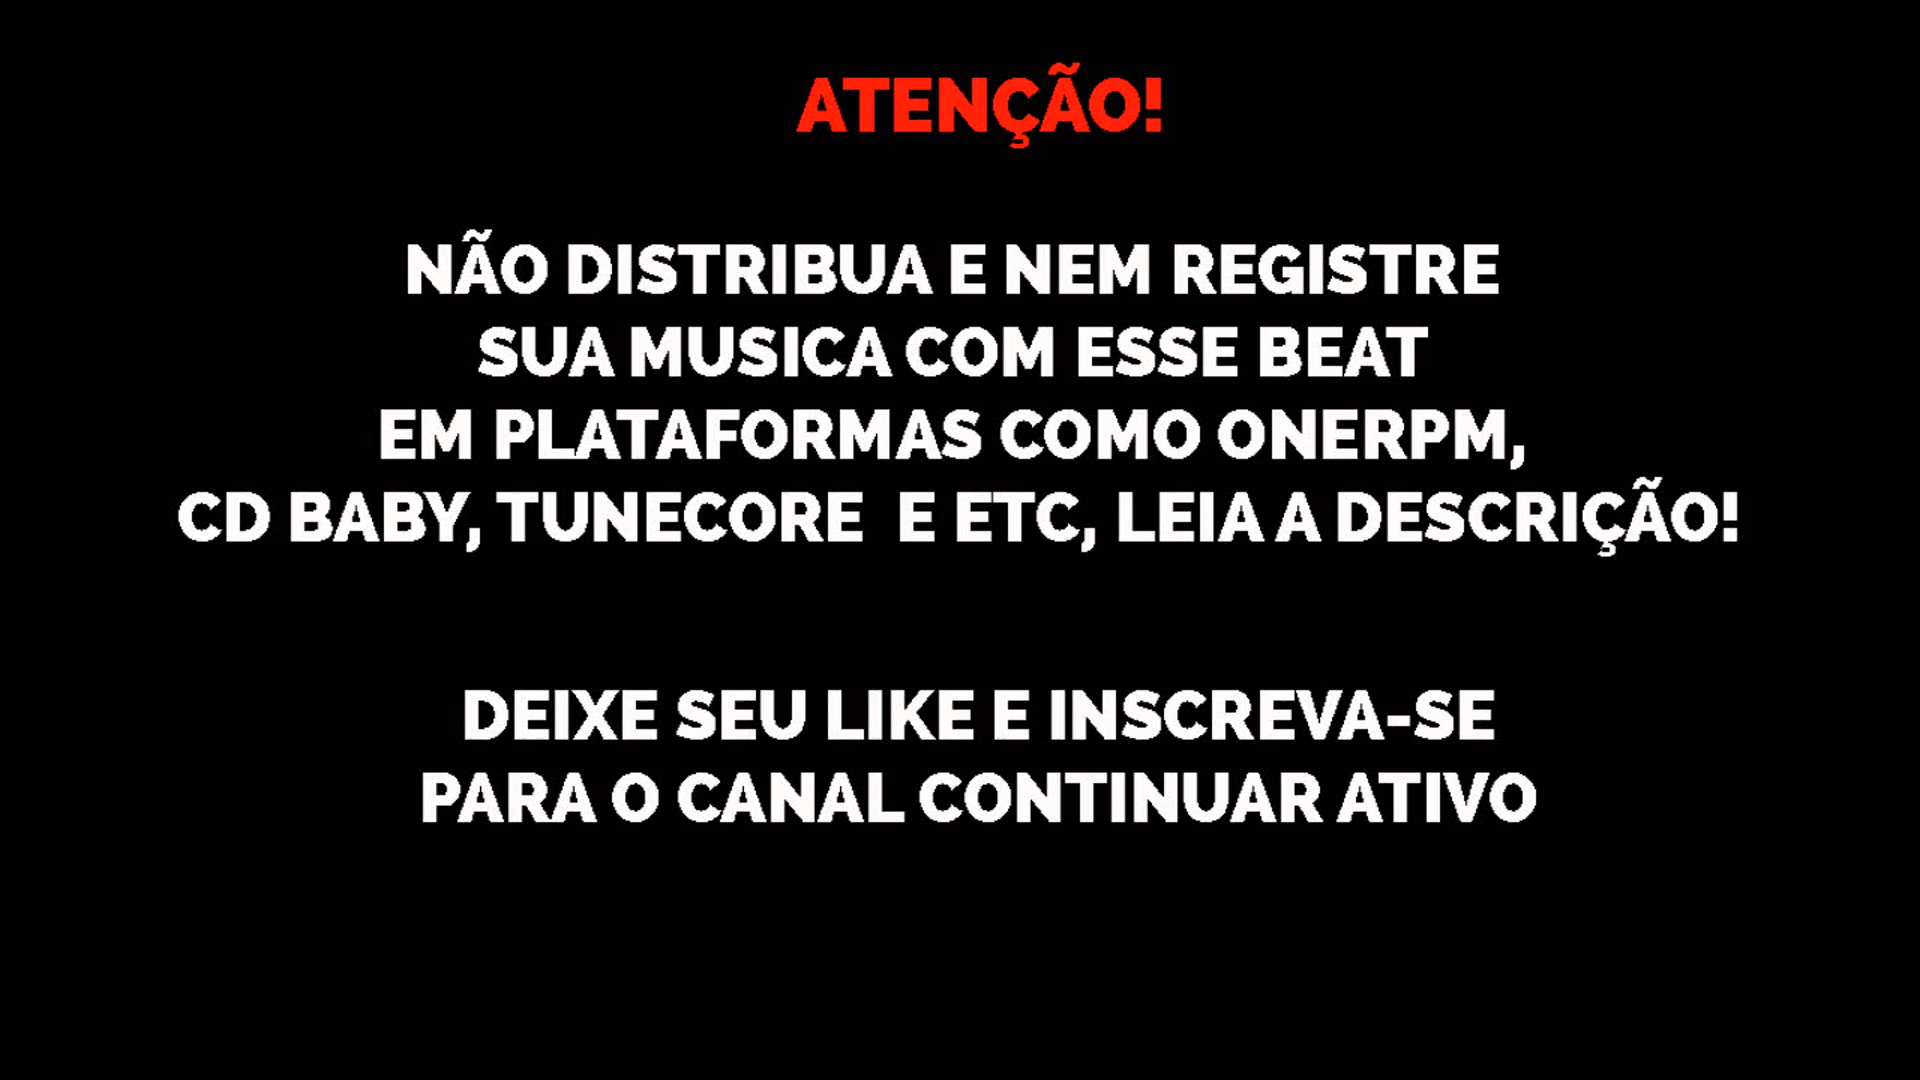 ATENÇÃO!
NÃO DISTRIBUA E NEM REGISTRE
SUA MUSICA COM ESSE BEAT
EM PLATAFORMAS COMO ONERPM,
CD BABY, TUNECORE E ETC, LEIA A DESCRIÇÃO!
DEIXE SEU LIKE E INSCREVA-SE
PARA O CANAL CONTINUAR ATIVO